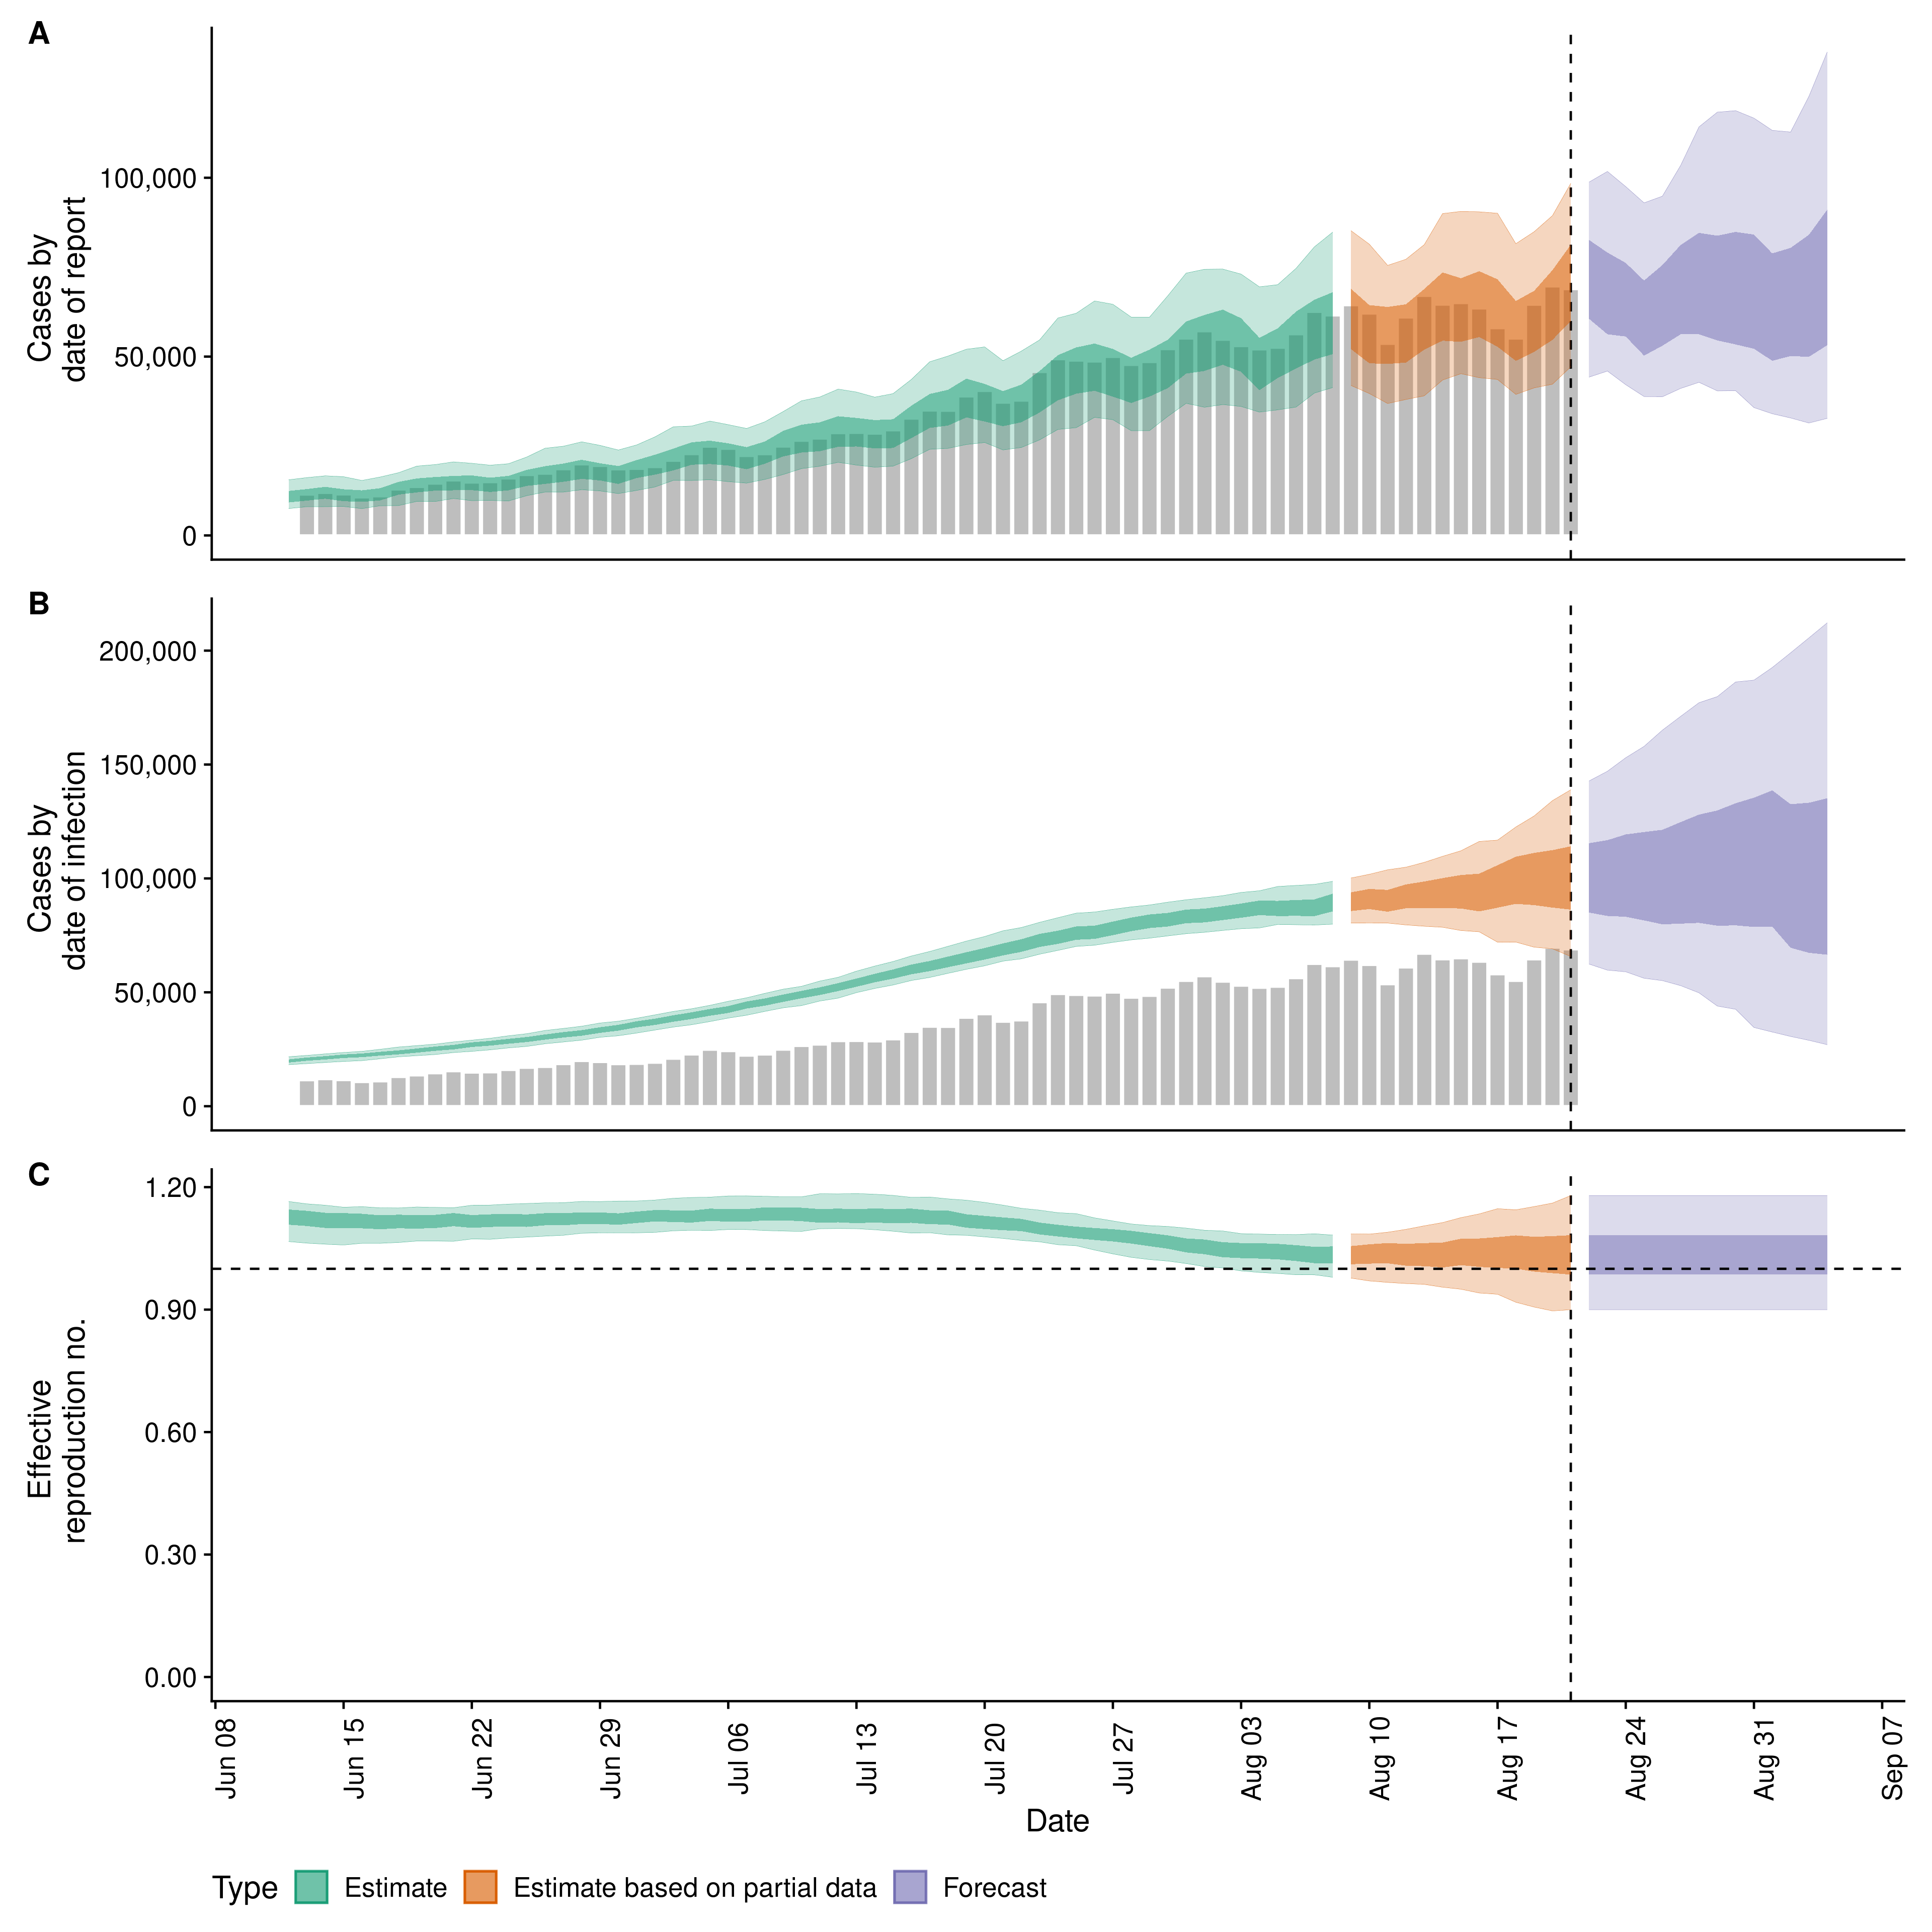 A
Cases by
date of report
100,000
50,000
0
B
Cases by
date of infection
200,000
150,000
100,000
50,000
0
C
Effective
reproduction no.
1.20
0.90
0.60
0.30
0.00
Jun 08
Jun 15
Jun 22
Jun 29
Jul 06
Jul 13
Jul 20
Jul 27
Aug 03
Aug 10
Aug 17
Aug 24
Aug 31
Sep 07
Date
Type Estimate Estimate based on partial data Forecast